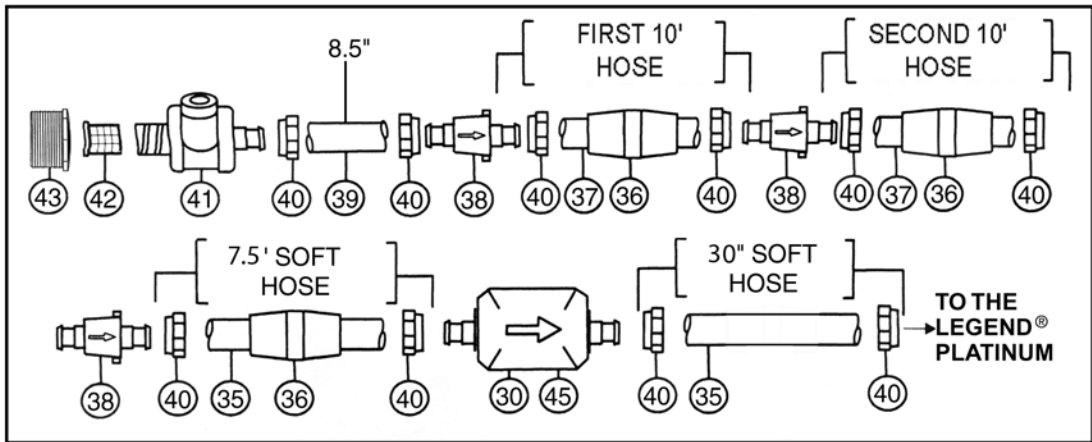 8.5"
FIRST 10'
HOSE
SECOND 10'
HOSE
43 42 41 40 39 40 38 40 37 36 40 38 40 37 36 40
7.5' SOFT
HOSE
30" SOFT
HOSE
TO THE
LEGEND®
PLATINUM
38 40 35 36 40 30 45 40 35 40